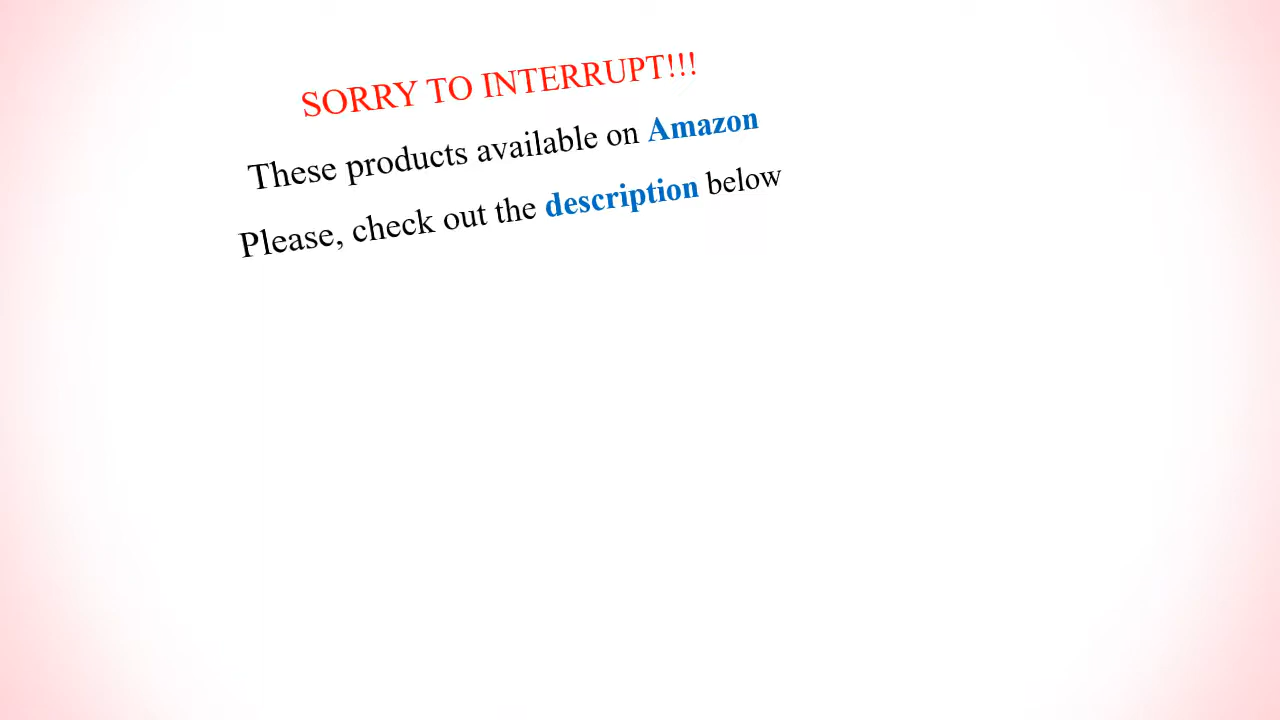 SORRY TO INTERRUPT!!!
These products available on Amazon
Please, check out the description below